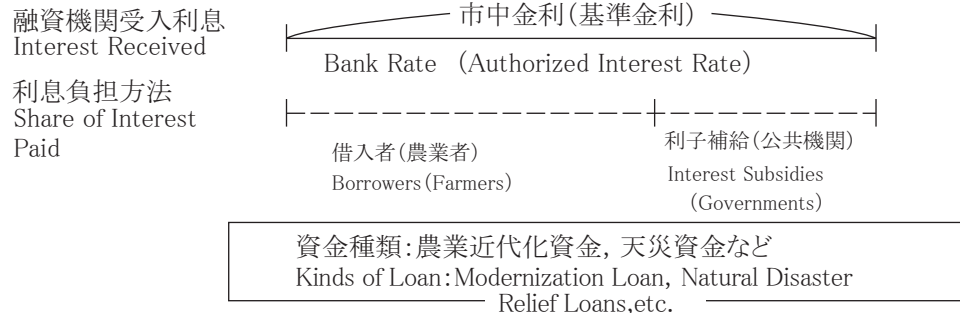 融資機関受入利息
Interest Received
市中金利(基準金利)
Bank Rate (Authorized Interest Rate)
利息負担方法
Share of Interest
Paid
借入者(農業者)
Borrowers(Farmers)
利子補給(公共機関)
Interest Subsidies
(Governments)
資金種類:農業近代化資金, 天災資金など
Kinds of Loan:Modernization Loan, Natural Disaster
Relief Loans,etc.